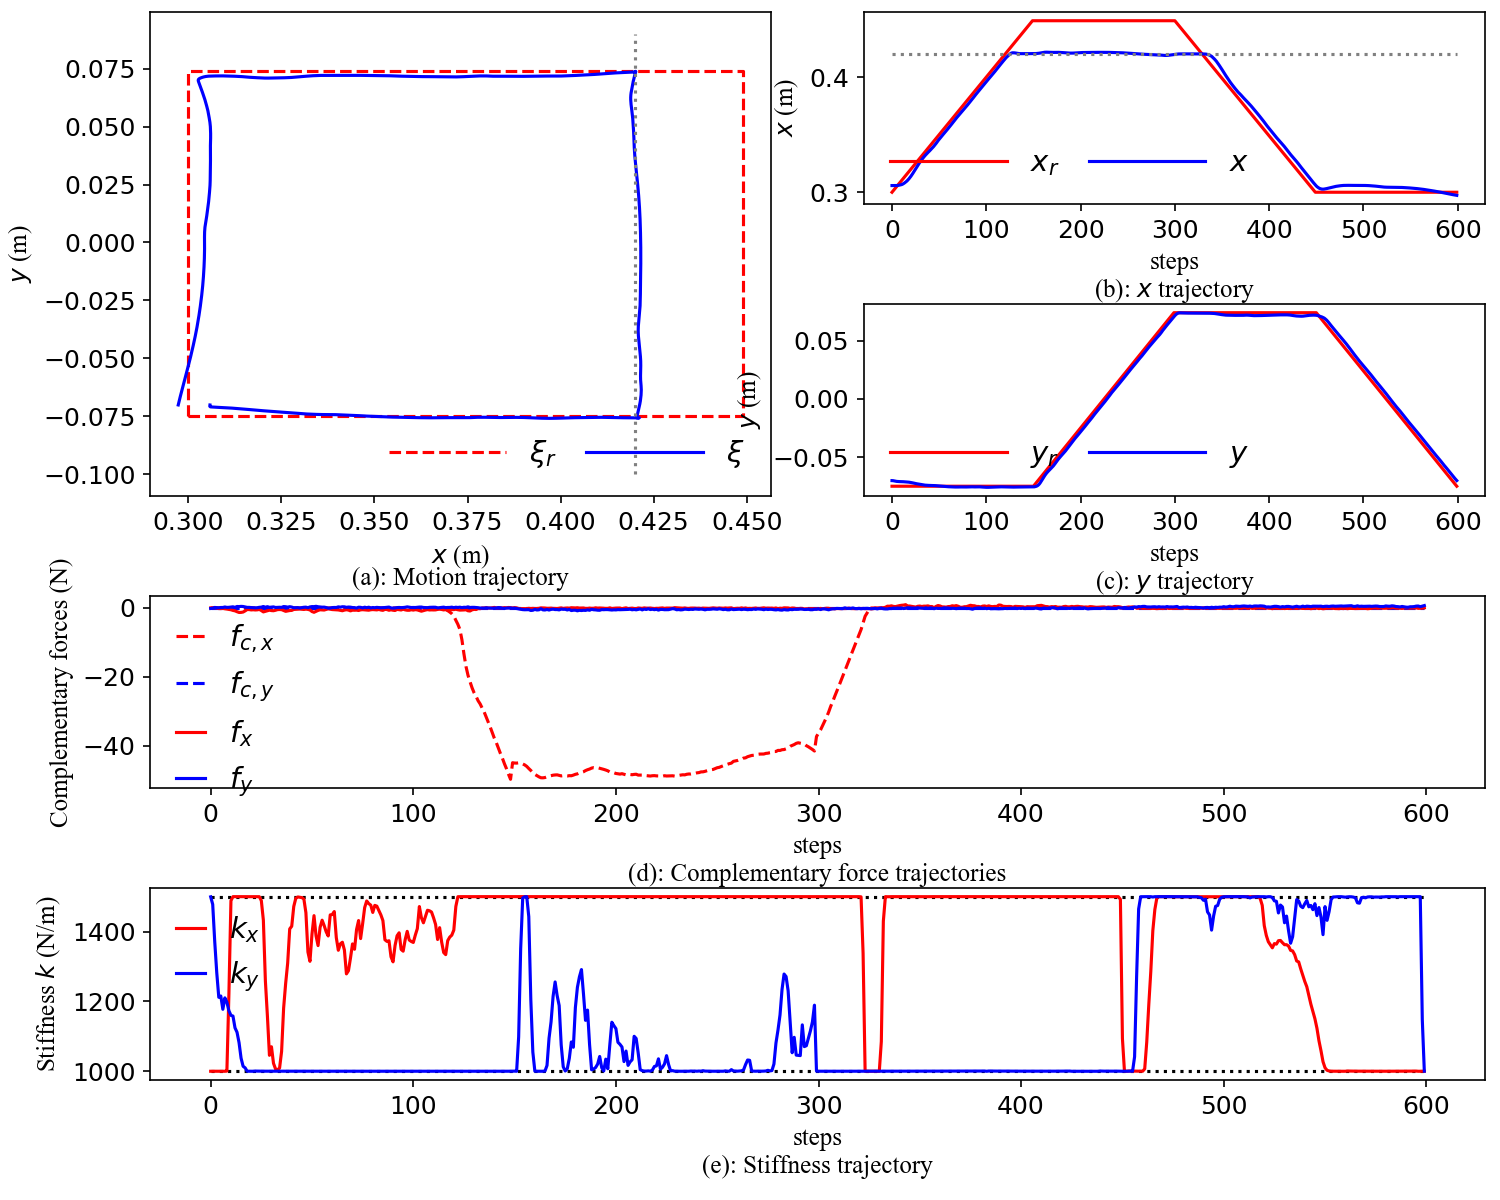 0.075
0.050
0.025
0.000
−0.025
−0.050
−0.075
−0.100
y (m)
ξr
ξ
0.300 0.325 0.350 0.375 0.400 0.425 0.450
x (m)
(a): Motion trajectory
0.4
0.3
x (m)
xr
x
0 100 200 300 400 500 600
steps
(b): x trajectory
0.05
0.00
−0.05
y (m)
yr
y
0 100 200 300 400 500 600
steps
(c): y trajectory
0
−20
−40
Complementary forces (N)
fc, x
fc, y
fx
fy
0 100 200 300 400 500 600
steps
(d): Complementary force trajectories
1400
1200
1000
Stiffness k (N/m)
kx
ky
0 100 200 300 400 500 600
steps
(e): Stiffness trajectory